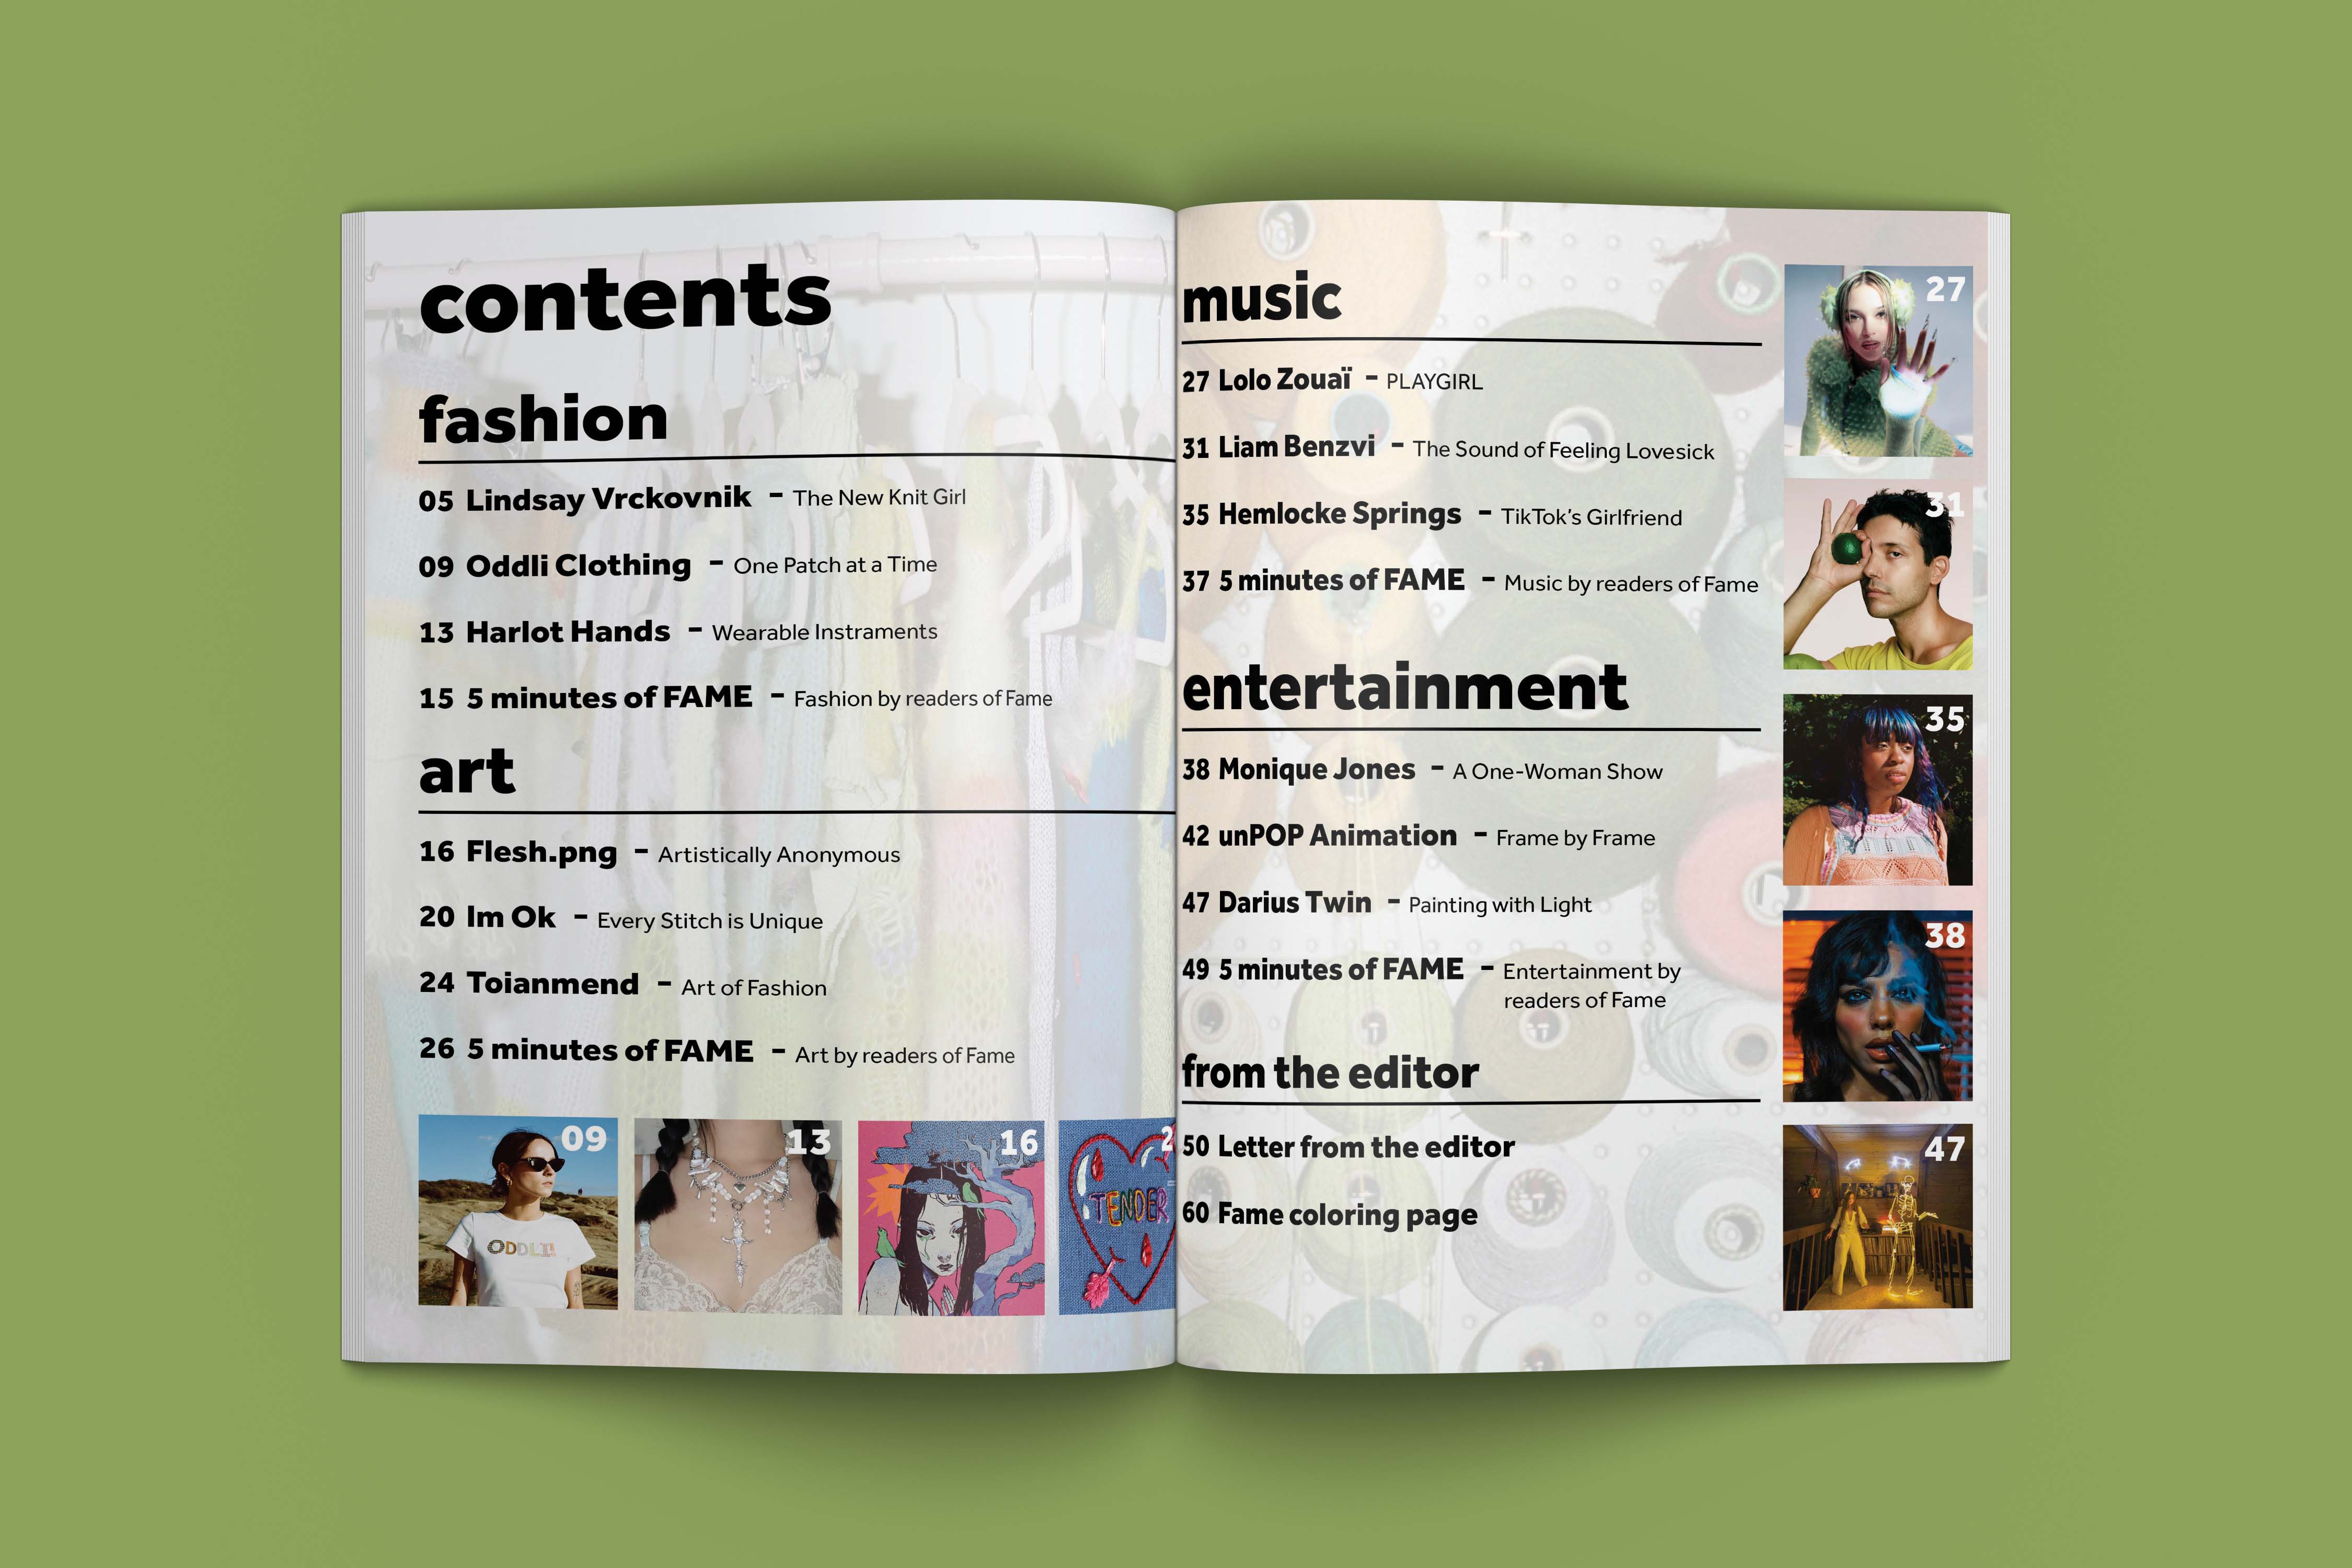 contents
fashion
05 Lindsay Vrckovnik - The New Knit Girl
09 Oddli Clothing - One Patch at a Time
13 Harlot Hands - Wearable Instraments
15 5 minutes of FAME - Fashion by readers of Fame
art
16 Flesh.png - Artistically Anonymous
20 Im Ok - Every Stitch is Unique
24 Toianmend - Art of Fashion
26 5 minutes of FAME - Art by readers of Fame
09
ODDLI!
13
16
2
TENDER
music
27 Lolo Zouaï - PLAYGIRL
31 Liam Benzvi - The Sound of Feeling Lovesick
35 Hemlocke Springs - TikTok's Girlfriend
37 5 minutes of FAME - Music by readers of Fame
entertainment
38 Monique Jones - A One-Woman Show
42 unPOP Animation - Frame by Frame
47 Darius Twin - Painting with Light
49 5 minutes of FAME - Entertainment by
readers of Fame
from the editor
50 Letter from the editor
60 Fame coloring page
27
31
35
38
47